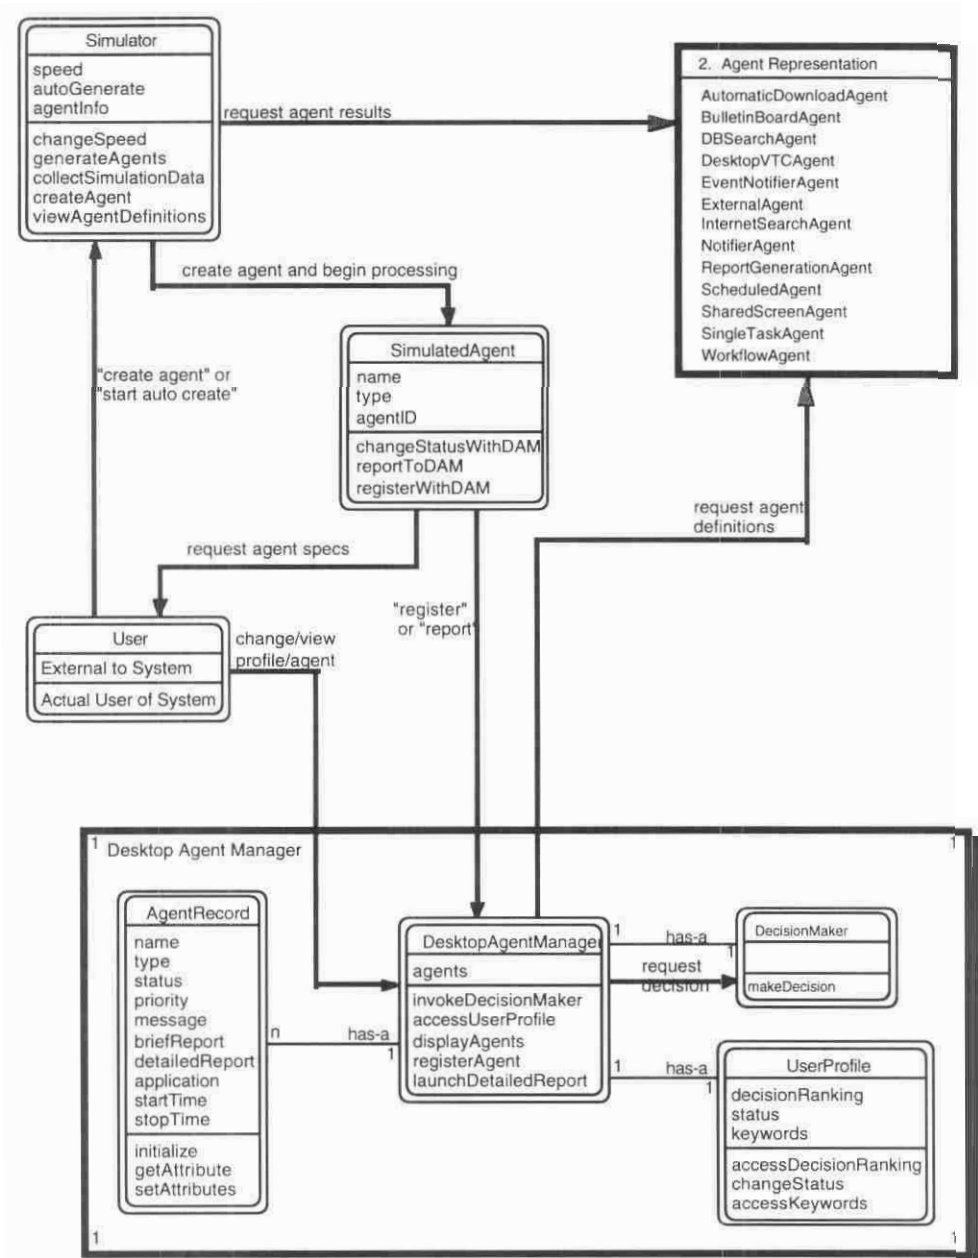 Simulator
speed
autoGenerate
agentInfo
changeSpeed
generateAgents
collectSimulationData
createAgent
viewAgentDefinitions
request agent results
2. Agent Representation
AutomaticDownloadAgent
BulletinBoardAgent
DBSearchAgent
DesktopVTCAgent
EventNotifierAgent
ExternalAgent
InternetSearchAgent
NotifierAgent
ReportGenerationAgent
ScheduledAgent
SharedScreenAgent
SingleTaskAgent
WorkflowAgent
create agent and begin processing
SimulatedAgent
name
type
agentID
changeStatusWithDAM
reportToDAM
registerWithDAM
"create agent" or
"start auto create"
request agent
definitions
request agent specs
"register"
or "report"
User
External to System
Actual User of System
change/view
profile/agent
1
Desktop Agent Manager
1
AgentRecord
name
type
status
priority
message
briefReport
detailedReport
application
startTime
stopTime
initialize
getAttribute
setAttributes
n
has-a
1
DesktopAgentManager
agents
invokeDecisionMaker
accessUserProfile
displayAgents
registerAgent
launchDetailedReport
1
has-a
1
request
decision
DecisionMaker
makeDecision
1
has-a
1
UserProfile
decisionRanking
status
keywords
accessDecisionRanking
changeStatus
accessKeywords
1
1